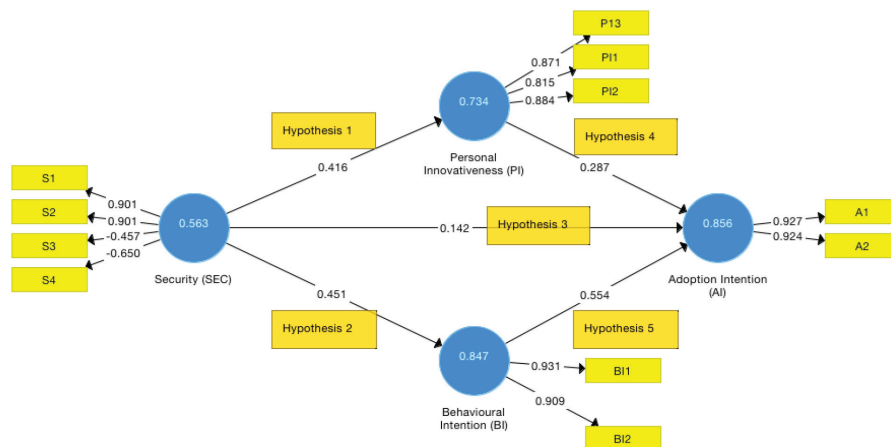 P13
PI1
PI2
0.871
0.815
0.884
0.734
Personal
Innovativeness (PI)
Hypothesis 1
0.416
Hypothesis 4
0.287
S1
S2
S3
S4
0.901
0.901
-0.457
-0.650
0.563
Security (SEC)
Hypothesis 3
0.142
0.856
Adoption Intention
(AI)
0.927
0.924
A1
A2
0.451
Hypothesis 2
0.554
Hypothesis 5
0.847
Behavioural
Intention (BI)
0.931
0.909
BI1
BI2